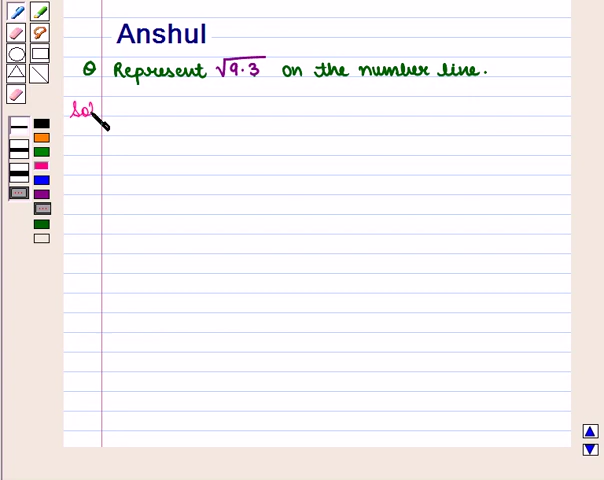 Anshul
Q Represent √9.3 on the number line.
Sol